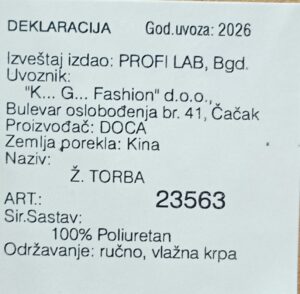 DEKLARACIJA God.uvoza: 2026
Izveštaj izdao: PROFI LAB, Bgd.
Uvoznik:
"K... G... Fashion" d.o.o.,
Bulevar oslobođenja br. 41, Čačak
Proizvođač: DOCA
Zemlja porekla: Kina
Naziv:
Ž. TORBA
ART.: 23563
Sir.Sastav:
100% Poliuretan
Održavanje: ručno, vlažna krpa